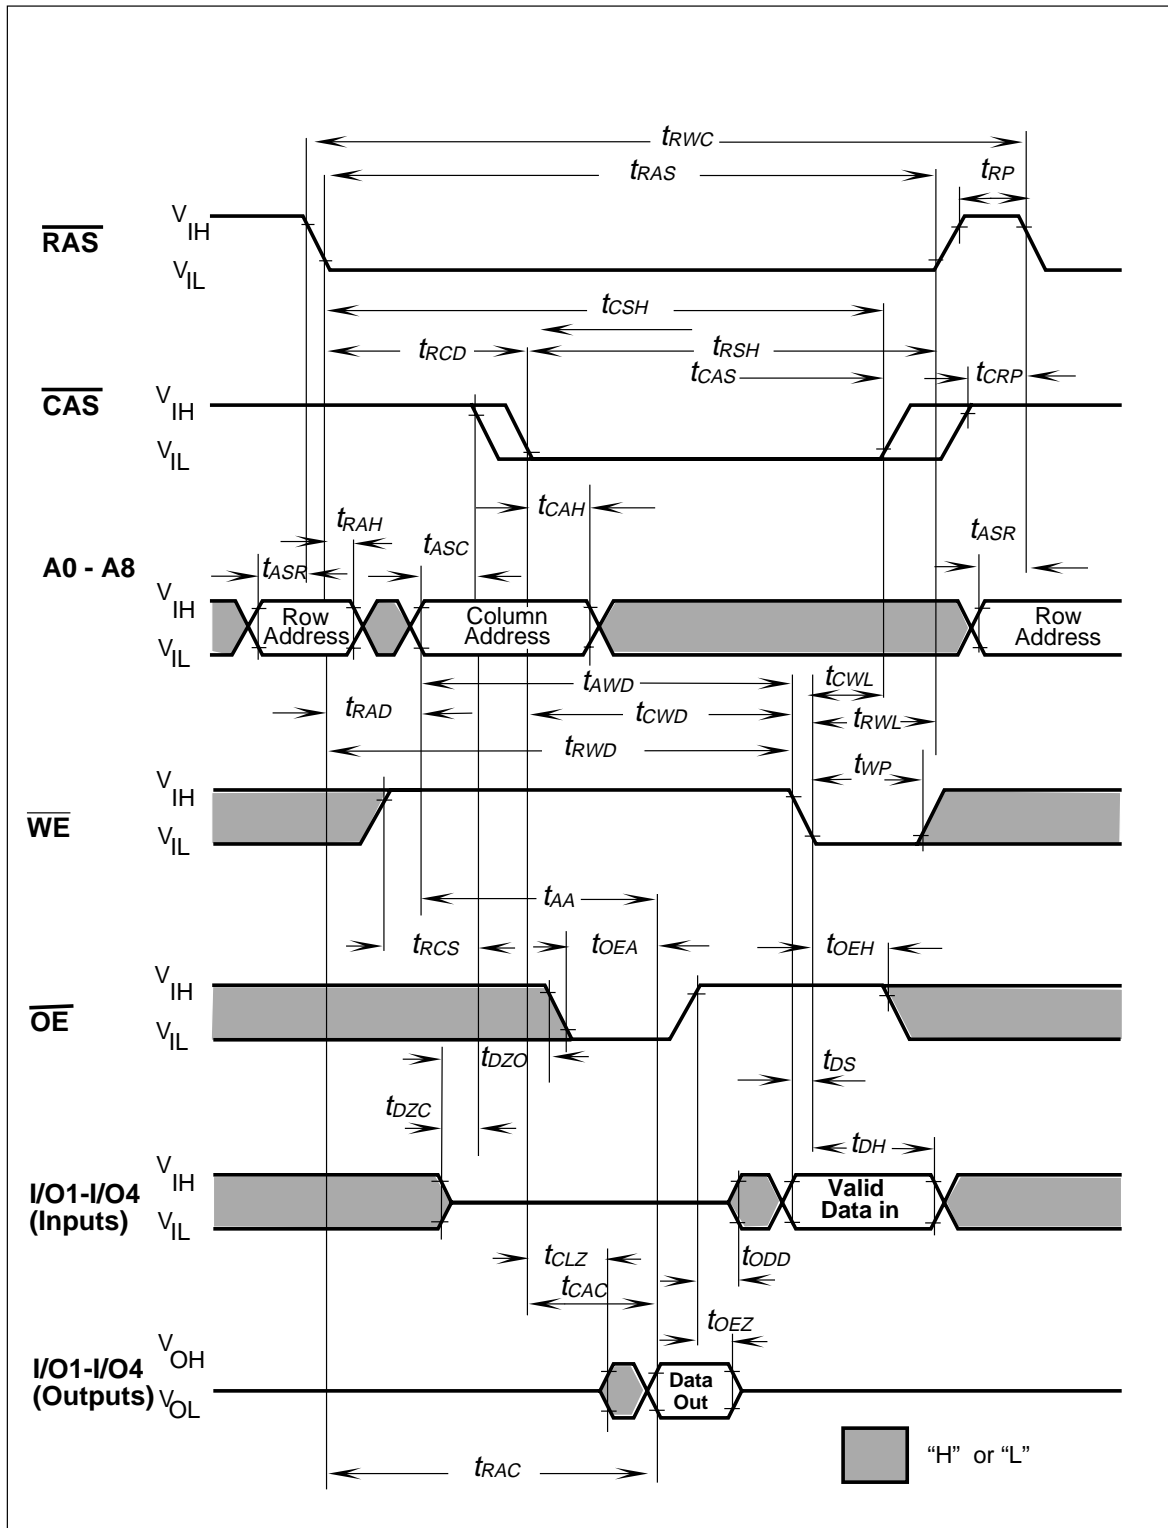 tRWC
tRAS
tRP
RAS
VIH
VIL
tCSH
tRCD
tRSH
tCAS
tCRP
CAS
VIH
VIL
tCAH
tRAH
tASC
tASR
tASR
A0 - A8
VIH
VIL
Row Address
Column Address
Row Address
tAWD
tCWL
tRAD
tCWD
tRWL
tRWD
tWP
WE
VIH
VIL
tAA
tRCS
tOEA
tOEH
OE
VIH
VIL
tDZO
tDS
tDZC
tDH
I/O1-I/O4
(Inputs)
VIH
VIL
Valid
Data in
tCLZ
tODD
tCAC
tOEZ
I/O1-I/O4
(Outputs)
VOH
VOL
Data
Out
tRAC
“H” or “L”